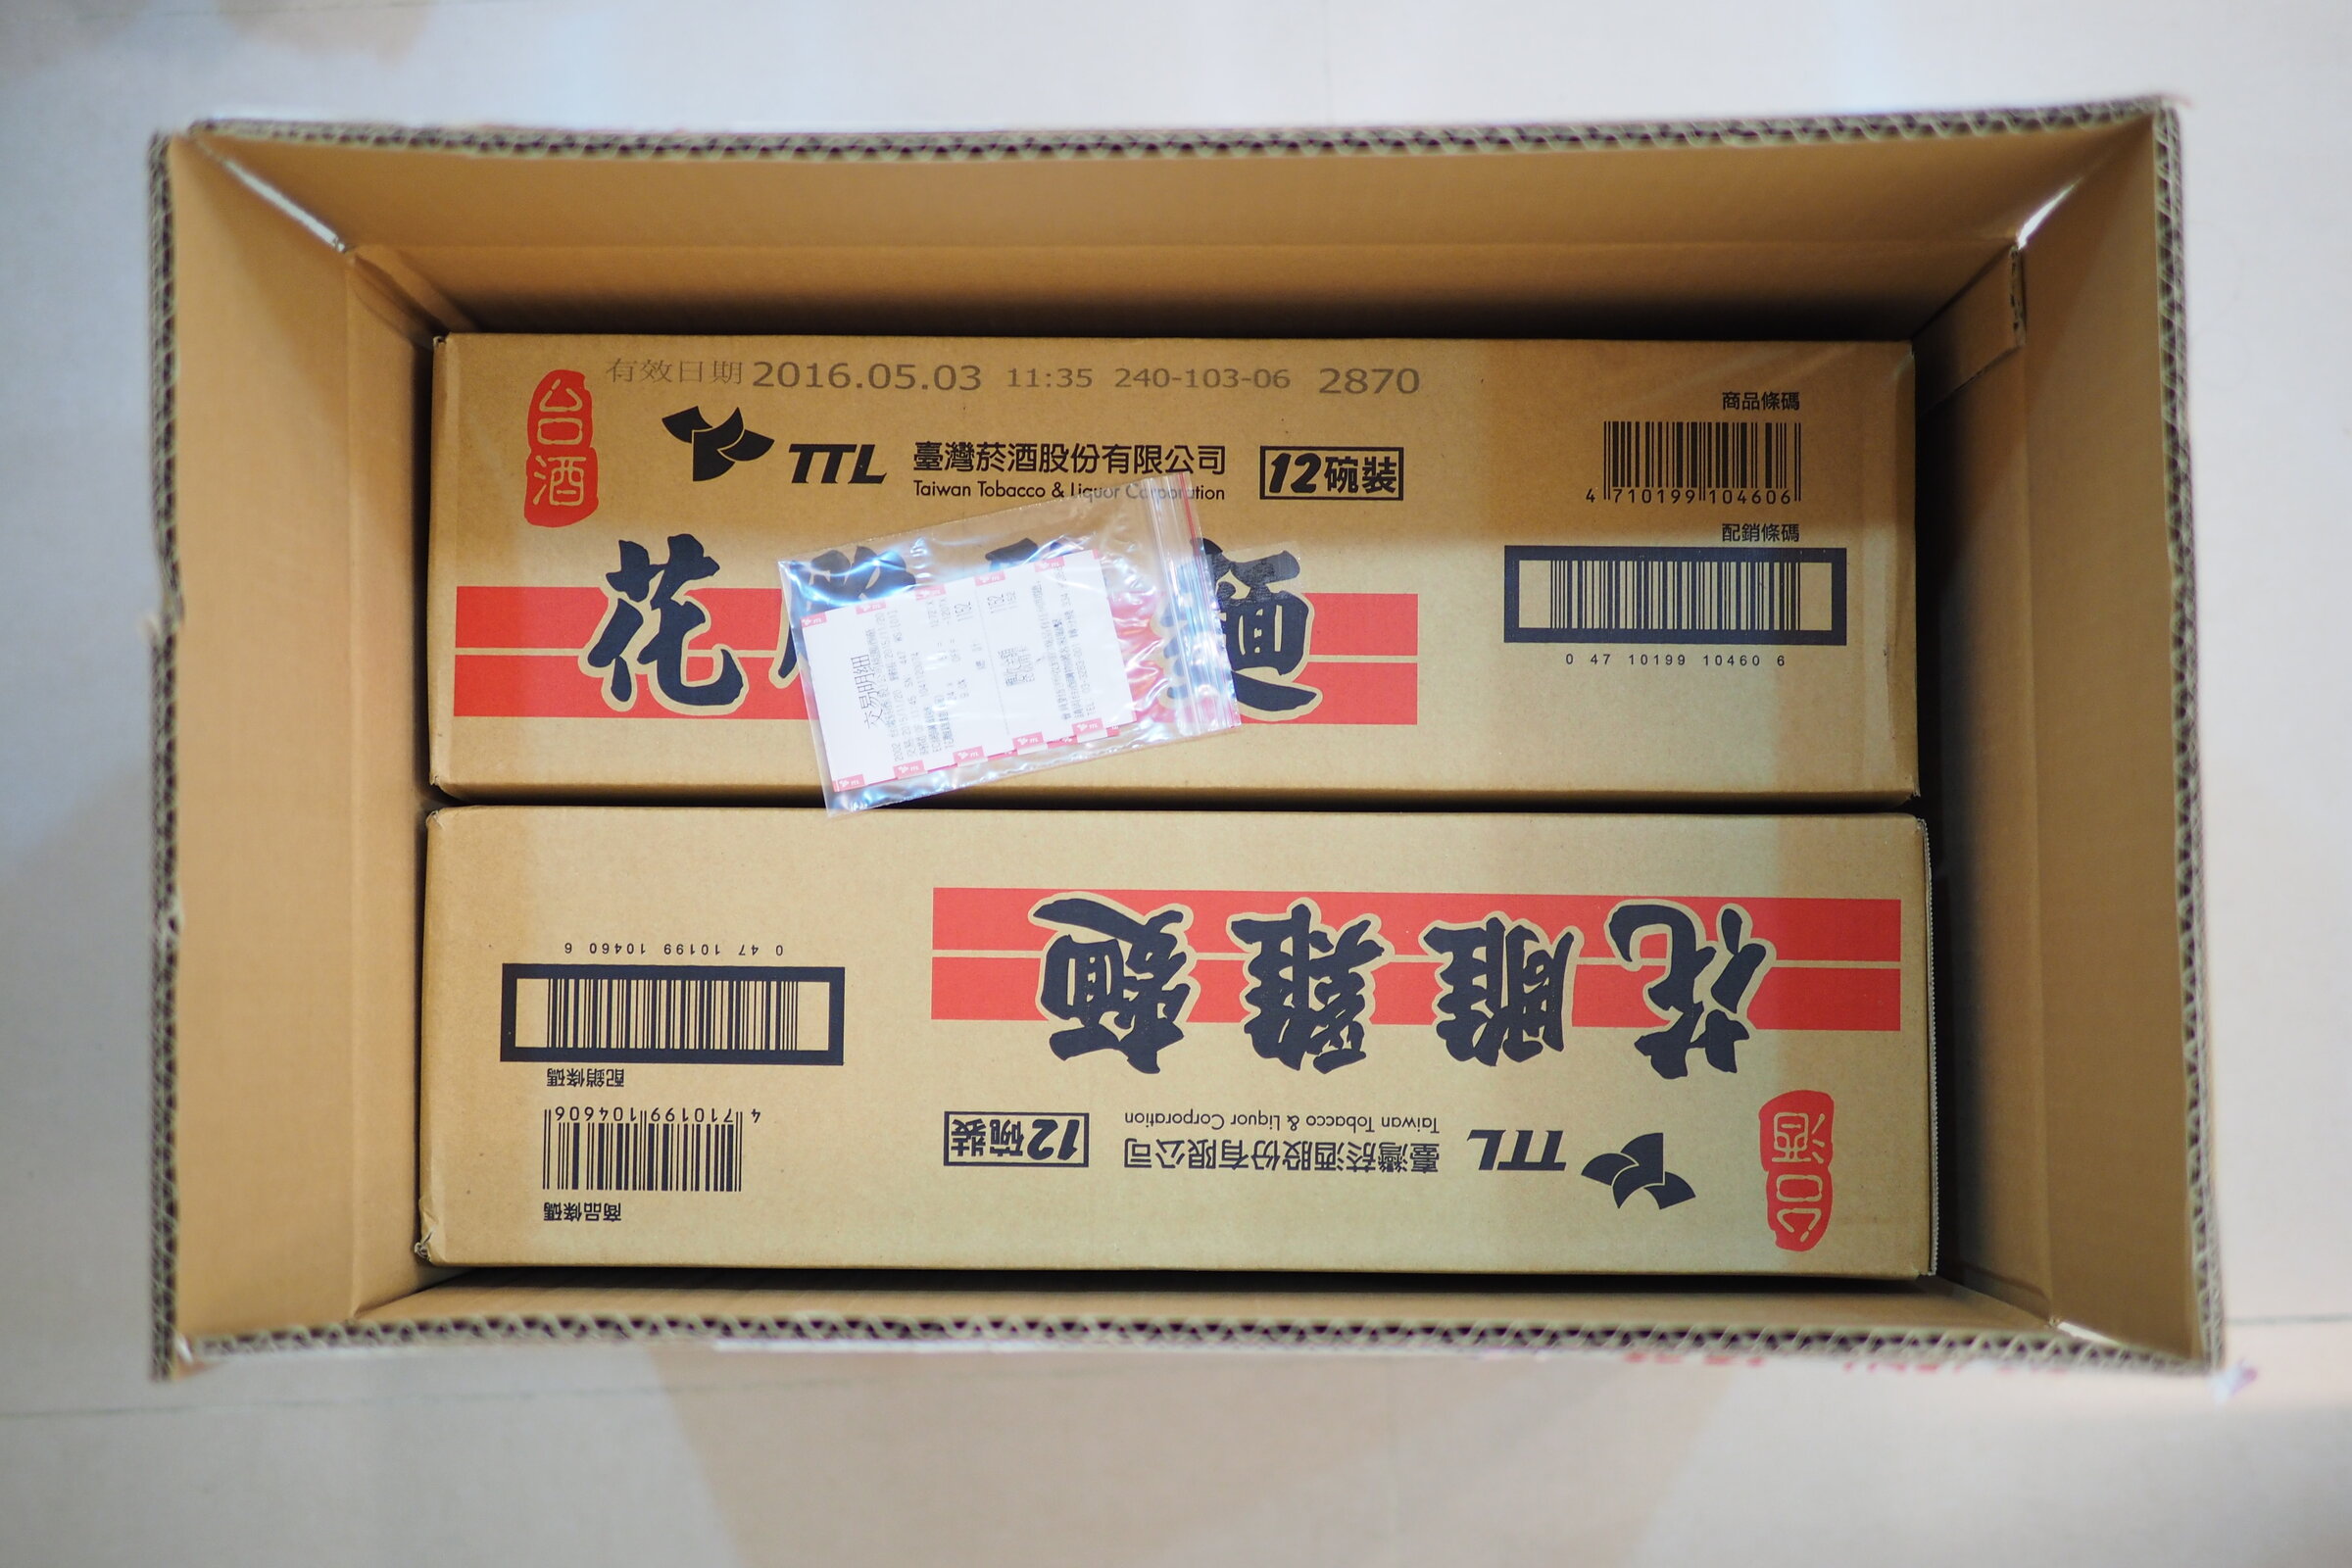 有效日期 2016.05.03 11:35 240-103-06 2870
台酒
TTL 臺灣菸酒股份有限公司
Taiwan Tobacco & Liquor Corporation
12碗裝
商品條碼
4 710199 104606
配銷條碼
0 47 10199 10460 6
花 麵
交易明細
1152
1152
花雕雞麵
台酒
TTL 臺灣菸酒股份有限公司
Taiwan Tobacco & Liquor Corporation
12碗裝
商品條碼
4 710199 104606
配銷條碼
0 47 10199 10460 6